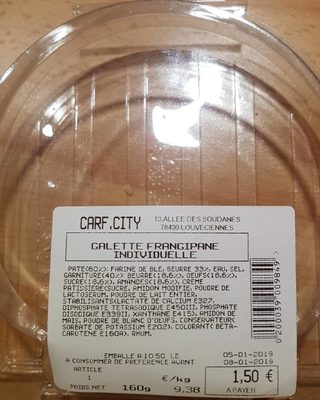 CARF.CITY
13,ALLEE DES SOUDANES
78430 LOUVECIENNES
GALETTE FRANGIPANE
INDIVIDUELLE
PATE(60%): FARINE DE BLE, BEURRE 33%, EAU, SEL.
GARNITURE(40%): BEURRE(18,6%), OEUFS(18,6%),
SUCRE(18,6%), AMANDES(18,6%), CREME
PATISSIERE(SUCRE, AMIDON MODIFIE, POUDRE DE
LACTOSERUM, POUDRE DE LAIT ENTIER,
STABILISANTS(LACTATE DE CALCIUM E327,
DIPHOSPHATE TETRASODIQUE E450III, PHOSPHATE
DISODIQUE E339II, XANTHANE E415), AMIDON DE
MAIS, POUDRE DE BLANC D'OEUFS, CONSERVATEUR:
SORBATE DE POTASSIUM E202), COLORANT: BETA-
CAROTENE E160A), RHUM.
EMBALLE A:10:50 LE: 05-01-2019
A CONSOMMER DE PREFERENCE AVANT 08-01-2019
ARTICLE €/kg 1,50 €
1
POIDS NET 160g 9,38 A PAYER